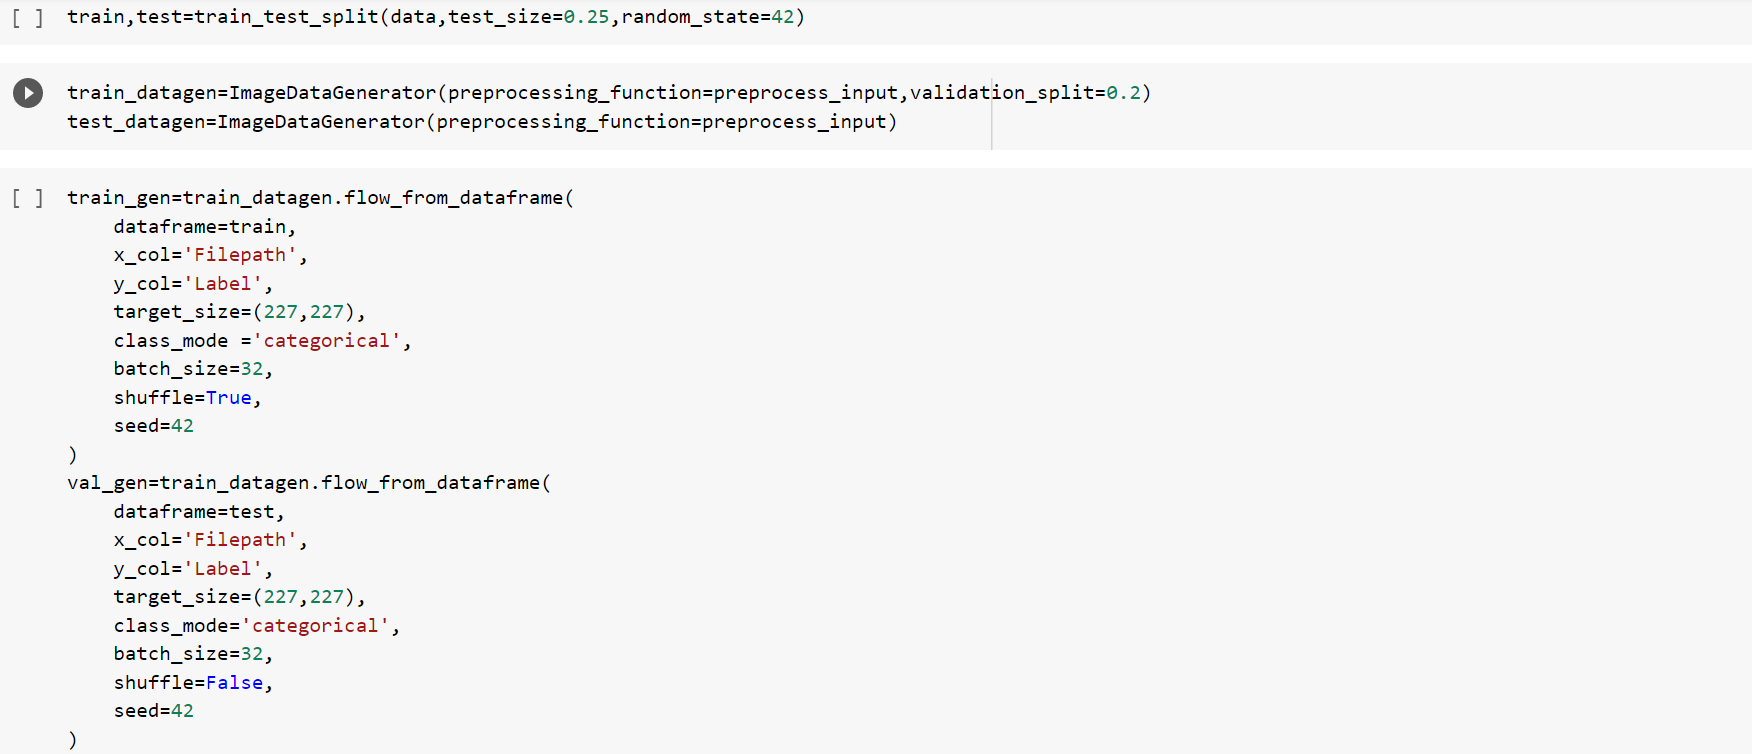 [ ] train,test=train_test_split(data,test_size=0.25,random_state=42)
train_datagen=ImageDataGenerator(preprocessing_function=preprocess_input,validation_split=0.2)
test_datagen=ImageDataGenerator(preprocessing_function=preprocess_input)
[ ] train_gen=train_datagen.flow_from_dataframe(
    dataframe=train,
    x_col='Filepath',
    y_col='Label',
    target_size=(227,227),
    class_mode ='categorical',
    batch_size=32,
    shuffle=True,
    seed=42
)
val_gen=train_datagen.flow_from_dataframe(
    dataframe=test,
    x_col='Filepath',
    y_col='Label',
    target_size=(227,227),
    class_mode='categorical',
    batch_size=32,
    shuffle=False,
    seed=42
)